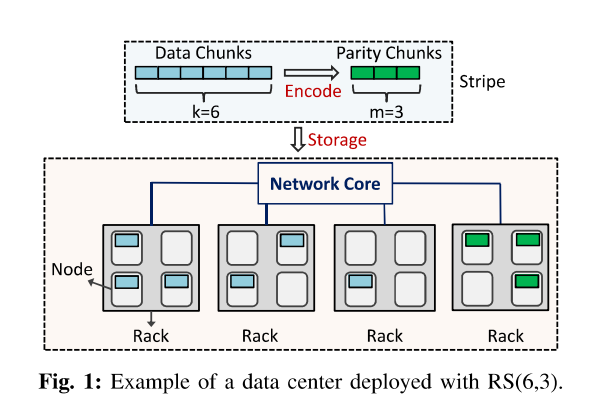 Data Chunks
Parity Chunks
Encode
Stripe
k=6
m=3
Storage
Network Core
Node
Rack
Rack
Rack
Rack
Fig. 1: Example of a data center deployed with RS(6,3).